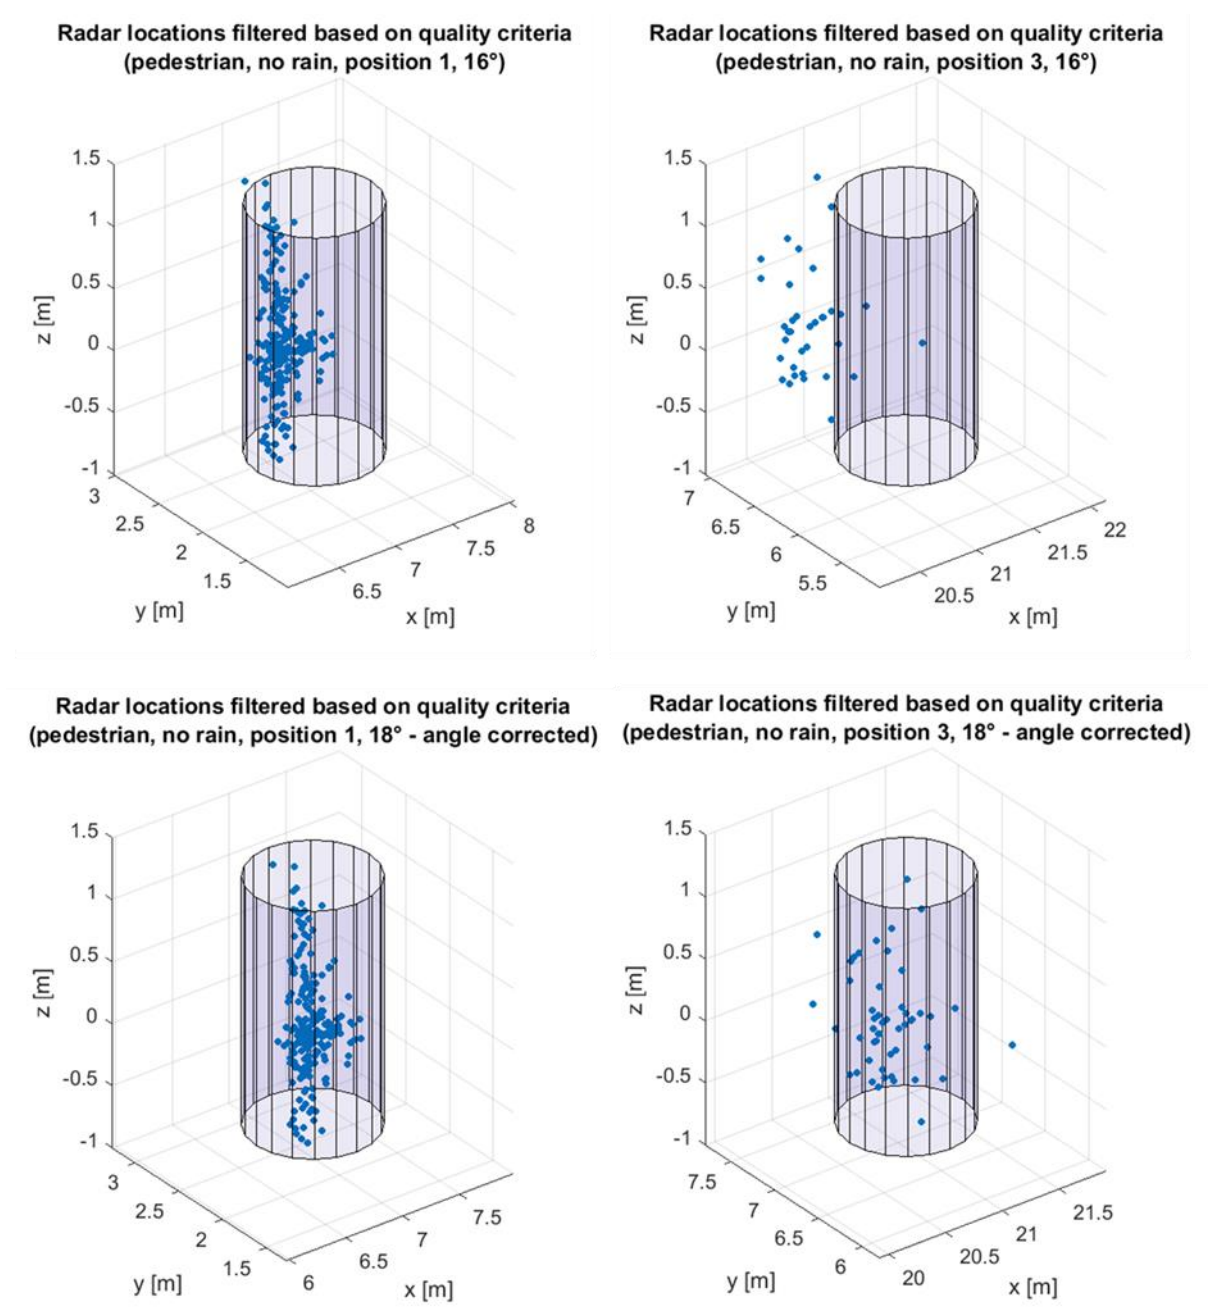 Radar locations filtered based on quality criteria
(pedestrian, no rain, position 1, 16°)
1.5
1
0.5
0
-0.5
-1
z [m]
3
2.5
2
1.5
y [m]
6.5
7
7.5
8
x [m]
Radar locations filtered based on quality criteria
(pedestrian, no rain, position 3, 16°)
1.5
1
0.5
0
-0.5
-1
z [m]
7
6.5
6
5.5
y [m]
20.5
21
21.5
22
x [m]
Radar locations filtered based on quality criteria
(pedestrian, no rain, position 1, 18° - angle corrected)
1.5
1
0.5
0
-0.5
-1
z [m]
3
2.5
2
1.5
y [m]
6
6.5
7
7.5
x [m]
Radar locations filtered based on quality criteria
(pedestrian, no rain, position 3, 18° - angle corrected)
1.5
1
0.5
0
-0.5
-1
z [m]
7.5
7
6.5
6
y [m]
20
20.5
21
21.5
x [m]